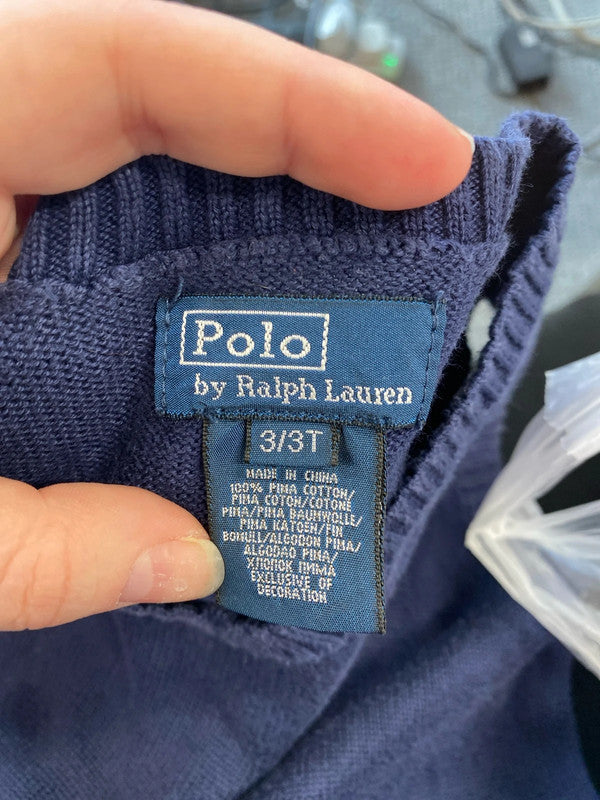 Polo
by Ralph Lauren
3/3T
MADE IN CHINA
100% PIMA COTTON/
PIMA COTON/COTONE
PIMA/PIMA BAUMWOLLE/
PIMA KATOEN/FIN
BOMULL/ALGODON PIMA/
ALGODAO PIMA/
ХЛОПОК ПИМА
EXCLUSIVE OF
DECORATION